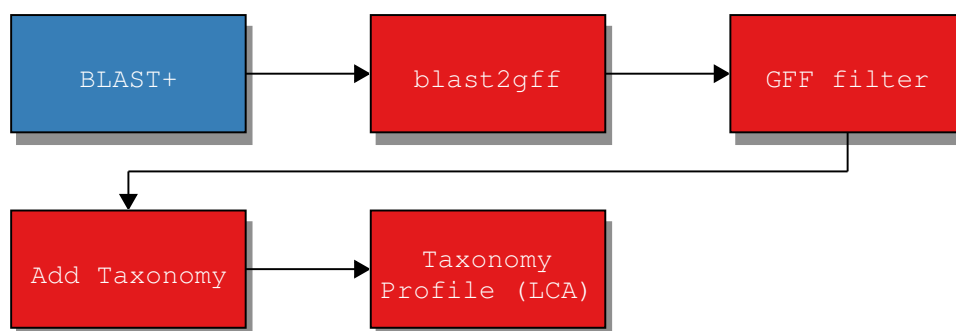 BLAST+
blast2gff
GFF filter
Add Taxonomy
Taxonomy
Profile (LCA)